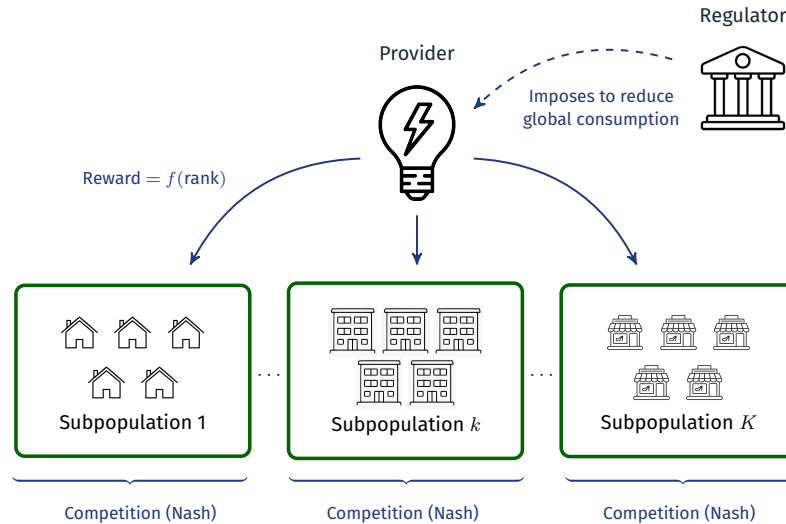 Regulator
Provider
Imposes to reduce
global consumption
Reward = f(rank)
Subpopulation 1
...
Subpopulation k
...
Subpopulation K
Competition (Nash)
Competition (Nash)
Competition (Nash)